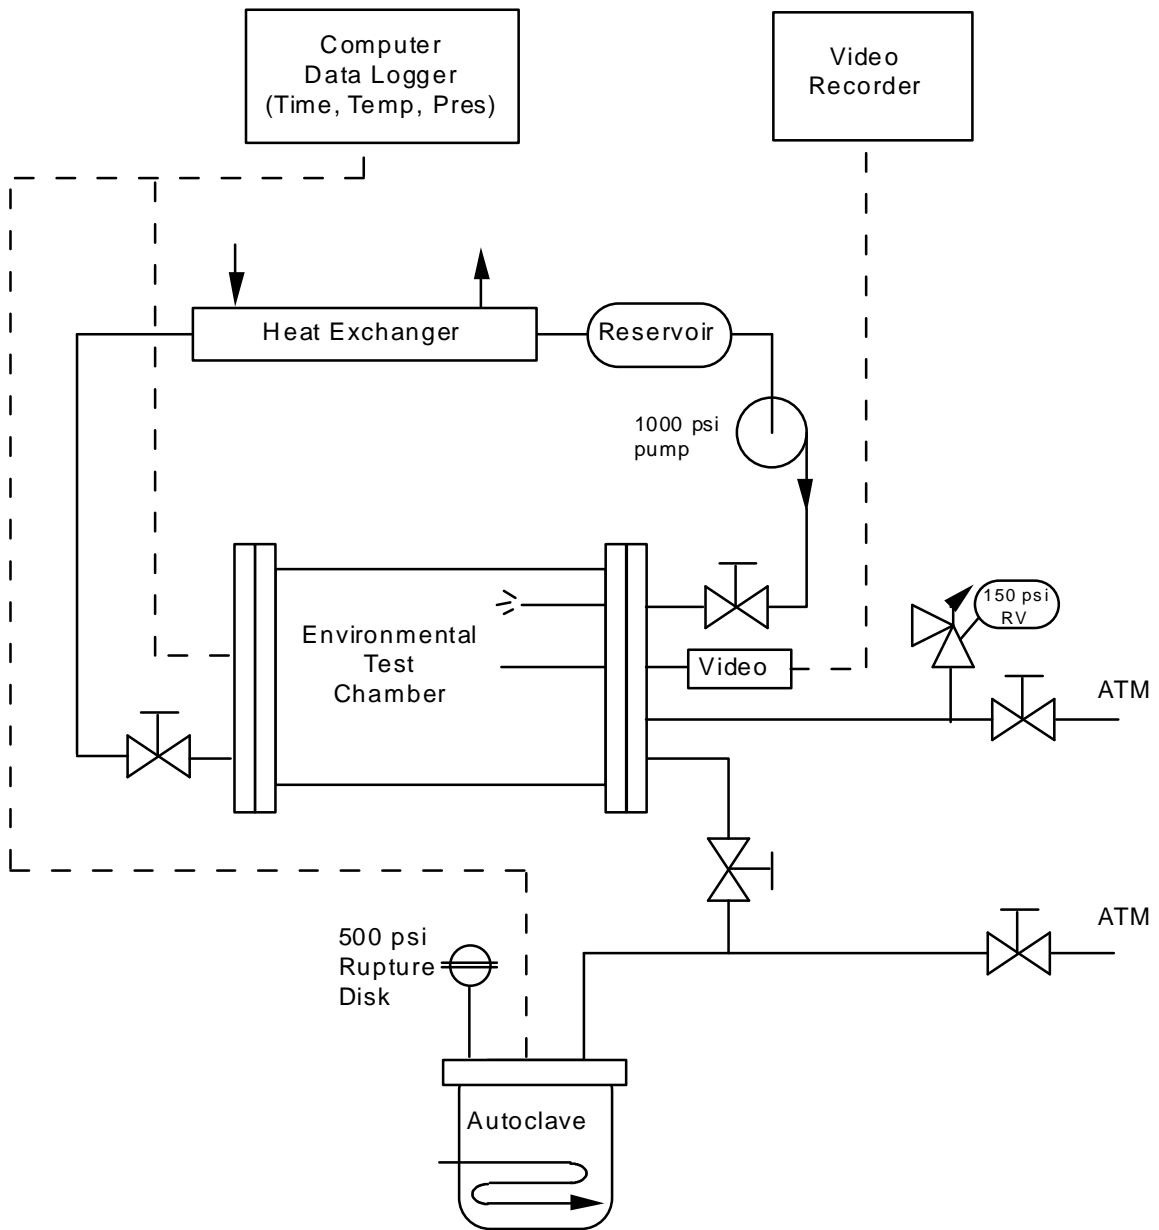 Computer
Data Logger
(Time, Temp, Pres)
Video
Recorder
Heat Exchanger
Reservoir
1000 psi
pump
150 psi
RV
Environmental
Test
Chamber
Video
ATM
ATM
500 psi
Rupture
Disk
Autoclave